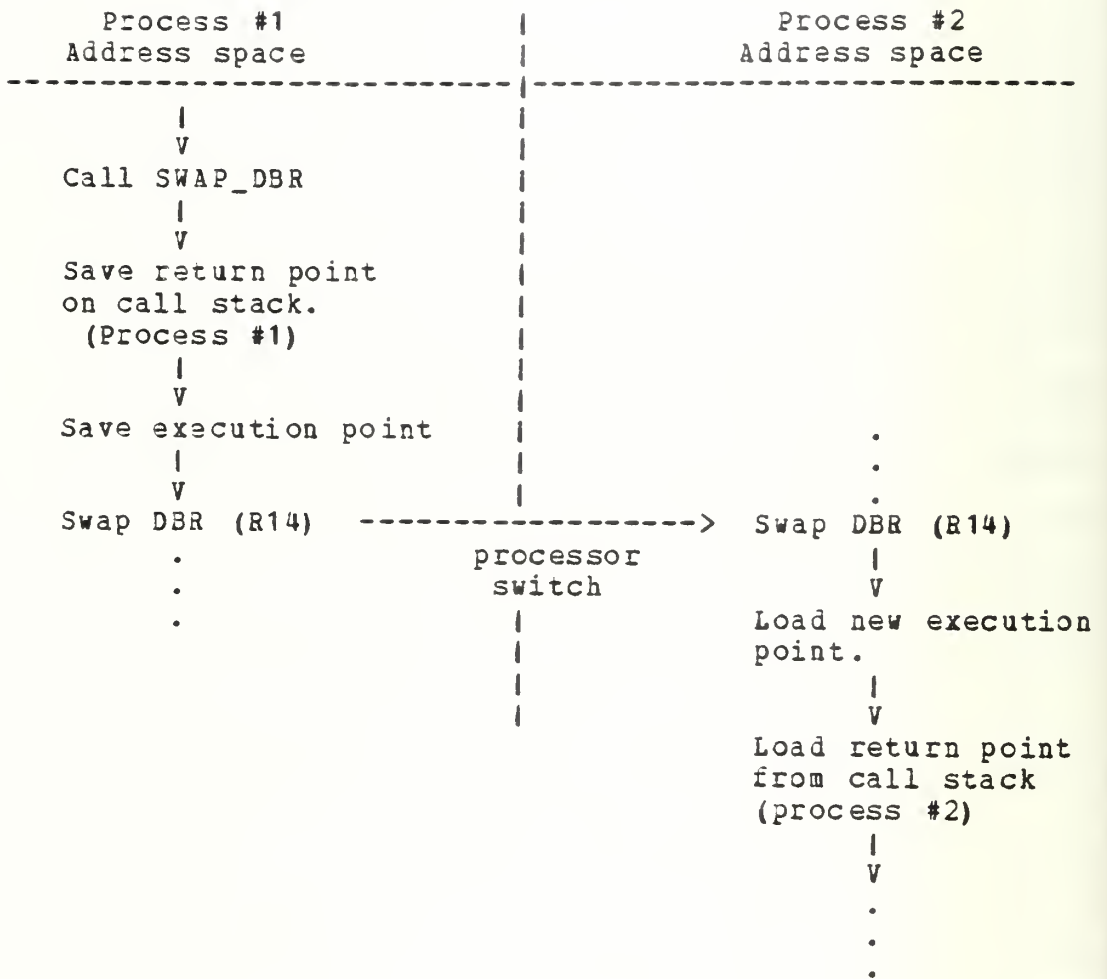 Process #1
Address space
Process #2
Address space
Call SWAP_DBR
Save return point
on call stack.
(Process #1)
Save execution point
Swap DBR (R14)
processor
switch
Swap DBR (R14)
Load new execution
point.
Load return point
from call stack
(process #2)